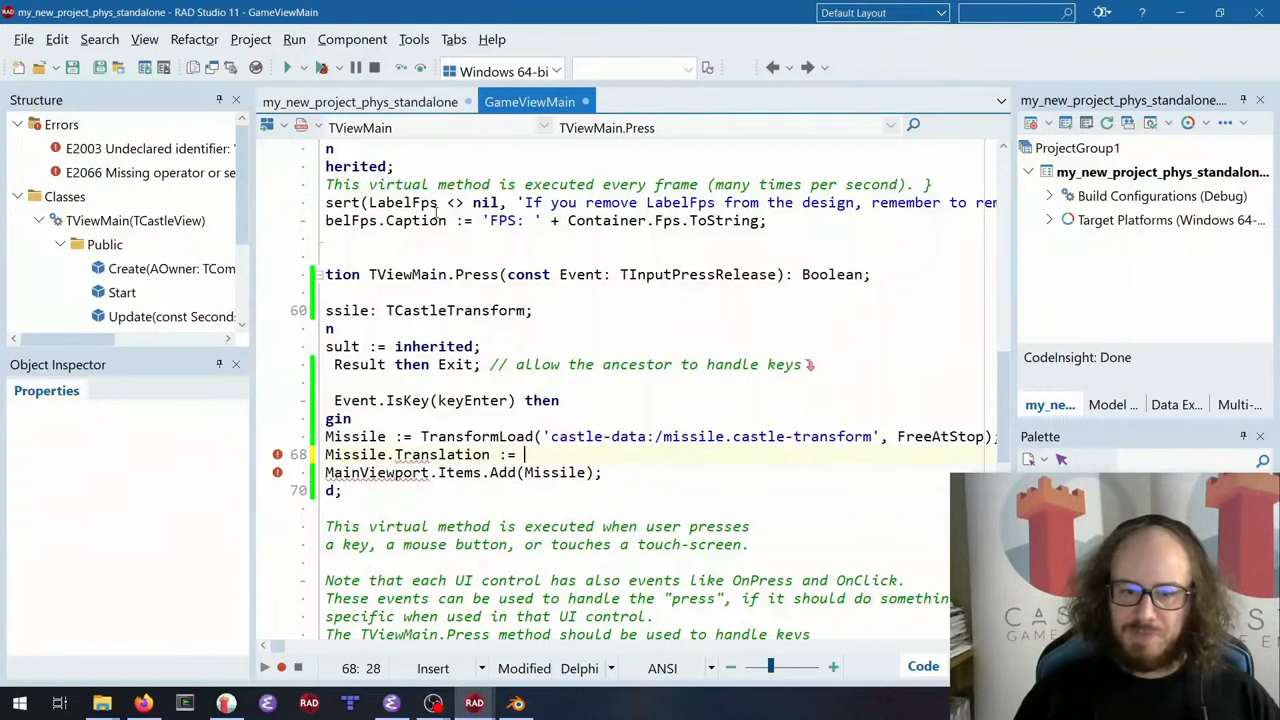 my_new_project_phys_standalone - RAD Studio 11 - GameViewMain
Default Layout
File Edit Search View Refactor Project Run Component Tools Tabs Help
Windows 64-bi
Structure
Errors
E2003 Undeclared identifier: '
E2066 Missing operator or se
Classes
TViewMain(TCastleView)
Public
Create(AOwner: TCom
Start
Update(const Second
Object Inspector
Properties
my_new_project_phys_standalone
GameViewMain
TViewMain
TViewMain.Press
n
herited;
This virtual method is executed every frame (many times per second). }
sert(LabelFps <> nil, 'If you remove LabelFps from the design, remember to rem
belFps.Caption := 'FPS: ' + Container.Fps.ToString;
tion TViewMain.Press(const Event: TInputPressRelease): Boolean;
60 ssile: TCastleTransform;
n
sult := inherited;
Result then Exit; // allow the ancestor to handle keys
Event.IsKey(keyEnter) then
gin
Missile := TransformLoad('castle-data:/missile.castle-transform', FreeAtStop);
68 Missile.Translation :=
MainViewport.Items.Add(Missile);
70 d;
This virtual method is executed when user presses
a key, a mouse button, or touches a touch-screen.
Note that each UI control has also events like OnPress and OnClick.
These events can be used to handle the "press", if it should do somethin
specific when used in that UI control.
The TViewMain.Press method should be used to handle keys
68: 28 Insert Modified Delphi ANSI Code
my_new_project_phys_standalone....
ProjectGroup1
my_new_project_phys_standalone...
Build Configurations (Debug)
Target Platforms (Windows 64-
CodeInsight: Done
my_ne... Model ... Data Ex... Multi-...
Palette